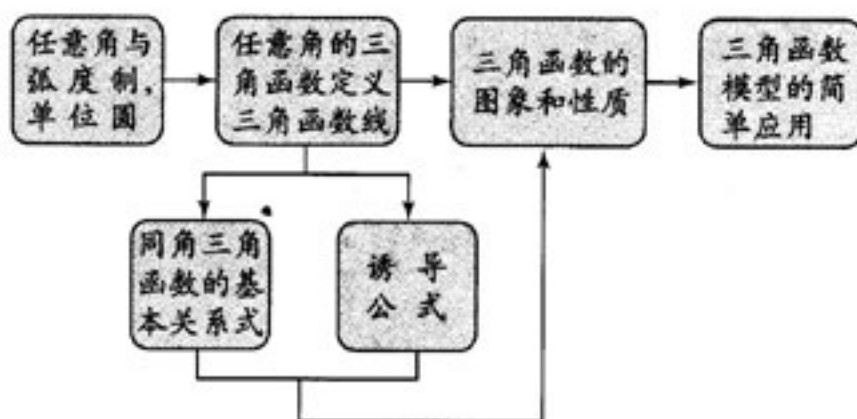 任意角与
弧度制，
单位圆
任意角的三
角函数定义
三角函数线
三角函数的
图象和性质
三角函数
模型的简
单应用
同角三角
函数的基
本关系式
诱导
公式